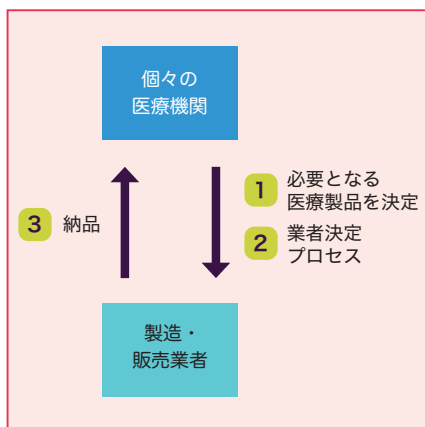 個々の
医療機関
1 必要となる
医療製品を決定
2 業者決定
プロセス
3 納品
製造・
販売業者